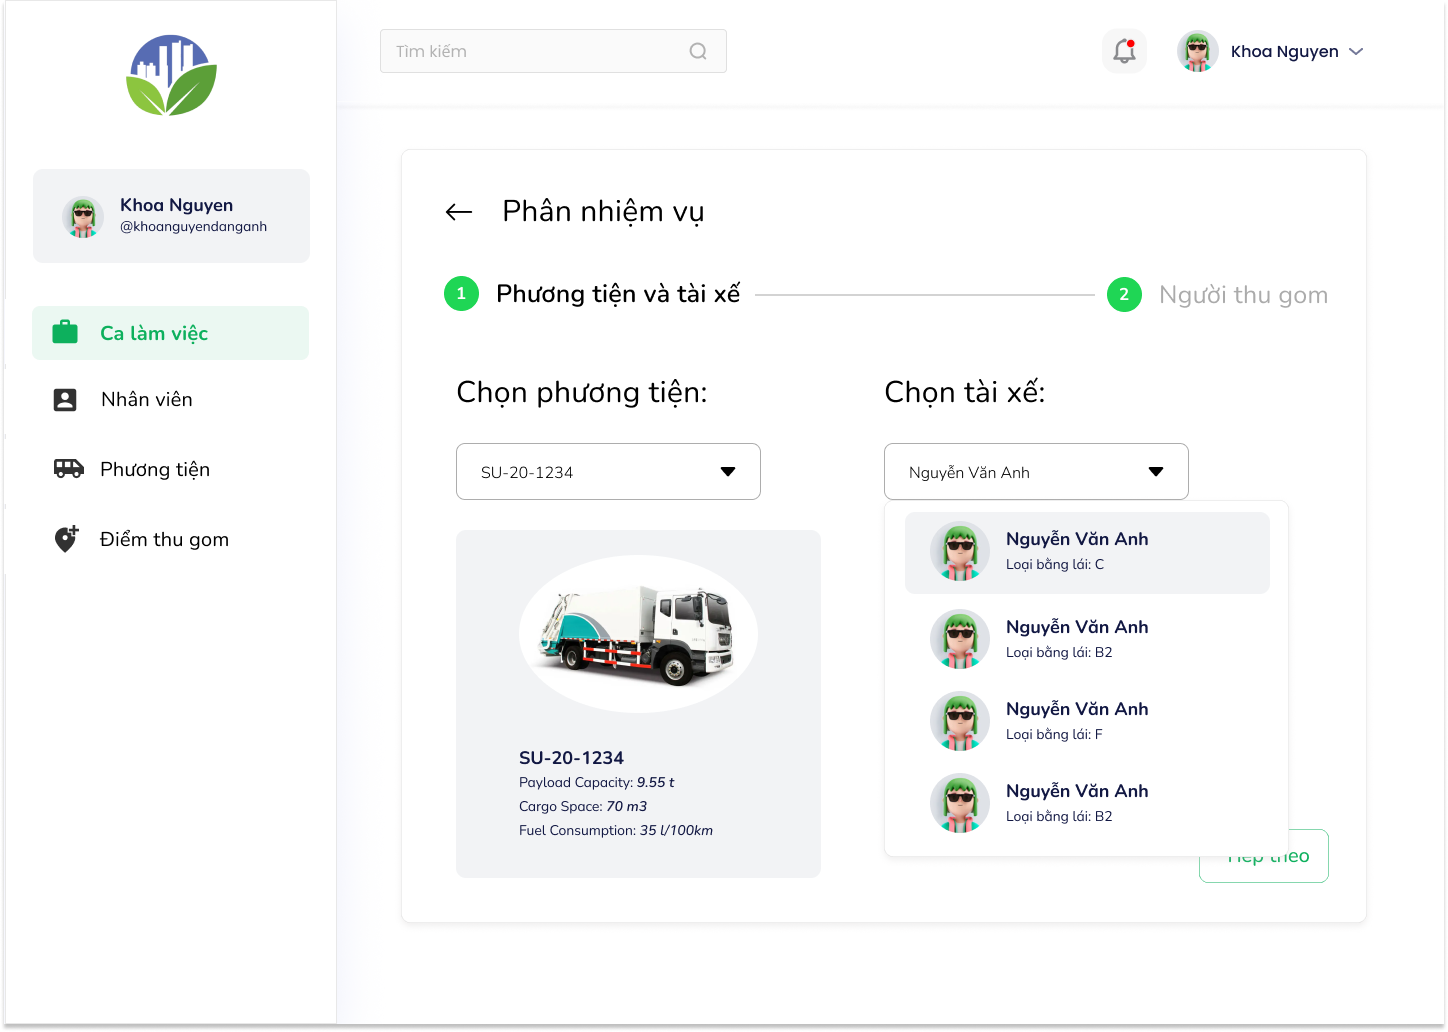 Tìm kiếm
Khoa Nguyen
Khoa Nguyen
@khoanguyendanganh
Ca làm việc
Nhân viên
Phương tiện
Điểm thu gom
Phân nhiệm vụ
1 Phương tiện và tài xế
2 Người thu gom
Chọn phương tiện:
SU-20-1234
SU-20-1234
Payload Capacity: 9.55 t
Cargo Space: 70 m3
Fuel Consumption: 35 l/100km
Chọn tài xế:
Nguyễn Văn Anh
Nguyễn Văn Anh
Loại bằng lái: C
Nguyễn Văn Anh
Loại bằng lái: B2
Nguyễn Văn Anh
Loại bằng lái: F
Nguyễn Văn Anh
Loại bằng lái: B2
Tiếp theo